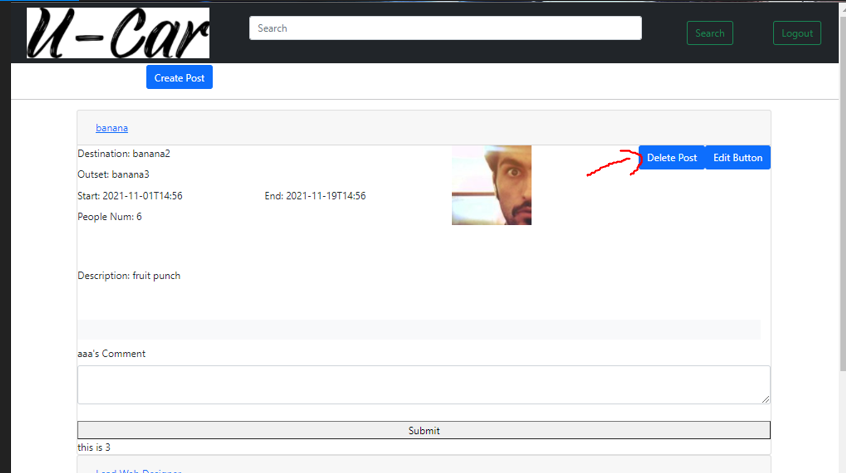 U-Car
Search
Search
Logout
Create Post
banana
Destination: banana2
Delete Post
Edit Button
Outset: banana3
Start: 2021-11-01T14:56
End: 2021-11-19T14:56
People Num: 6
Description: fruit punch
aaa's Comment
Submit
this is 3
Lead Web Designer